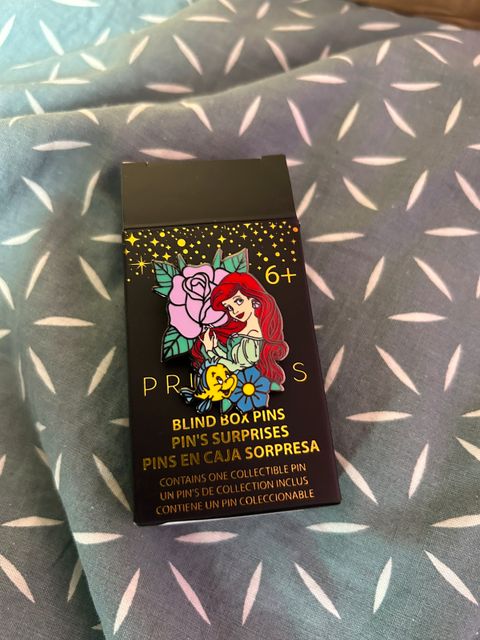 6+
PRI S
BLIND BOX PINS
PIN'S SURPRISES
PINS EN CAJA SORPRESA
CONTAINS ONE COLLECTIBLE PIN
UN PIN'S DE COLLECTION INCLUS
CONTIENE UN PIN COLECCIONABLE